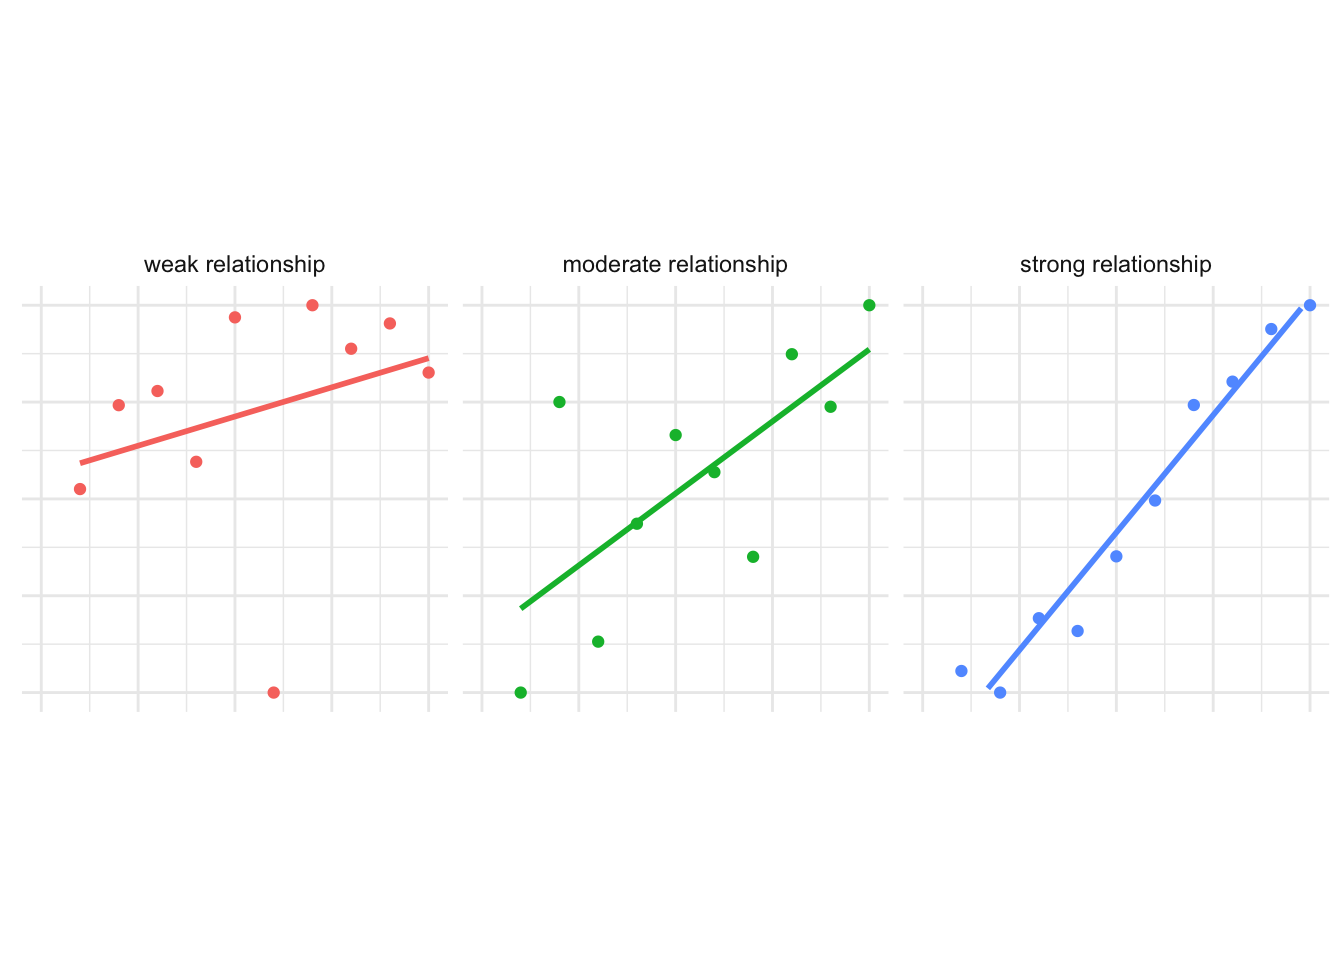 weak relationship
moderate relationship
strong relationship